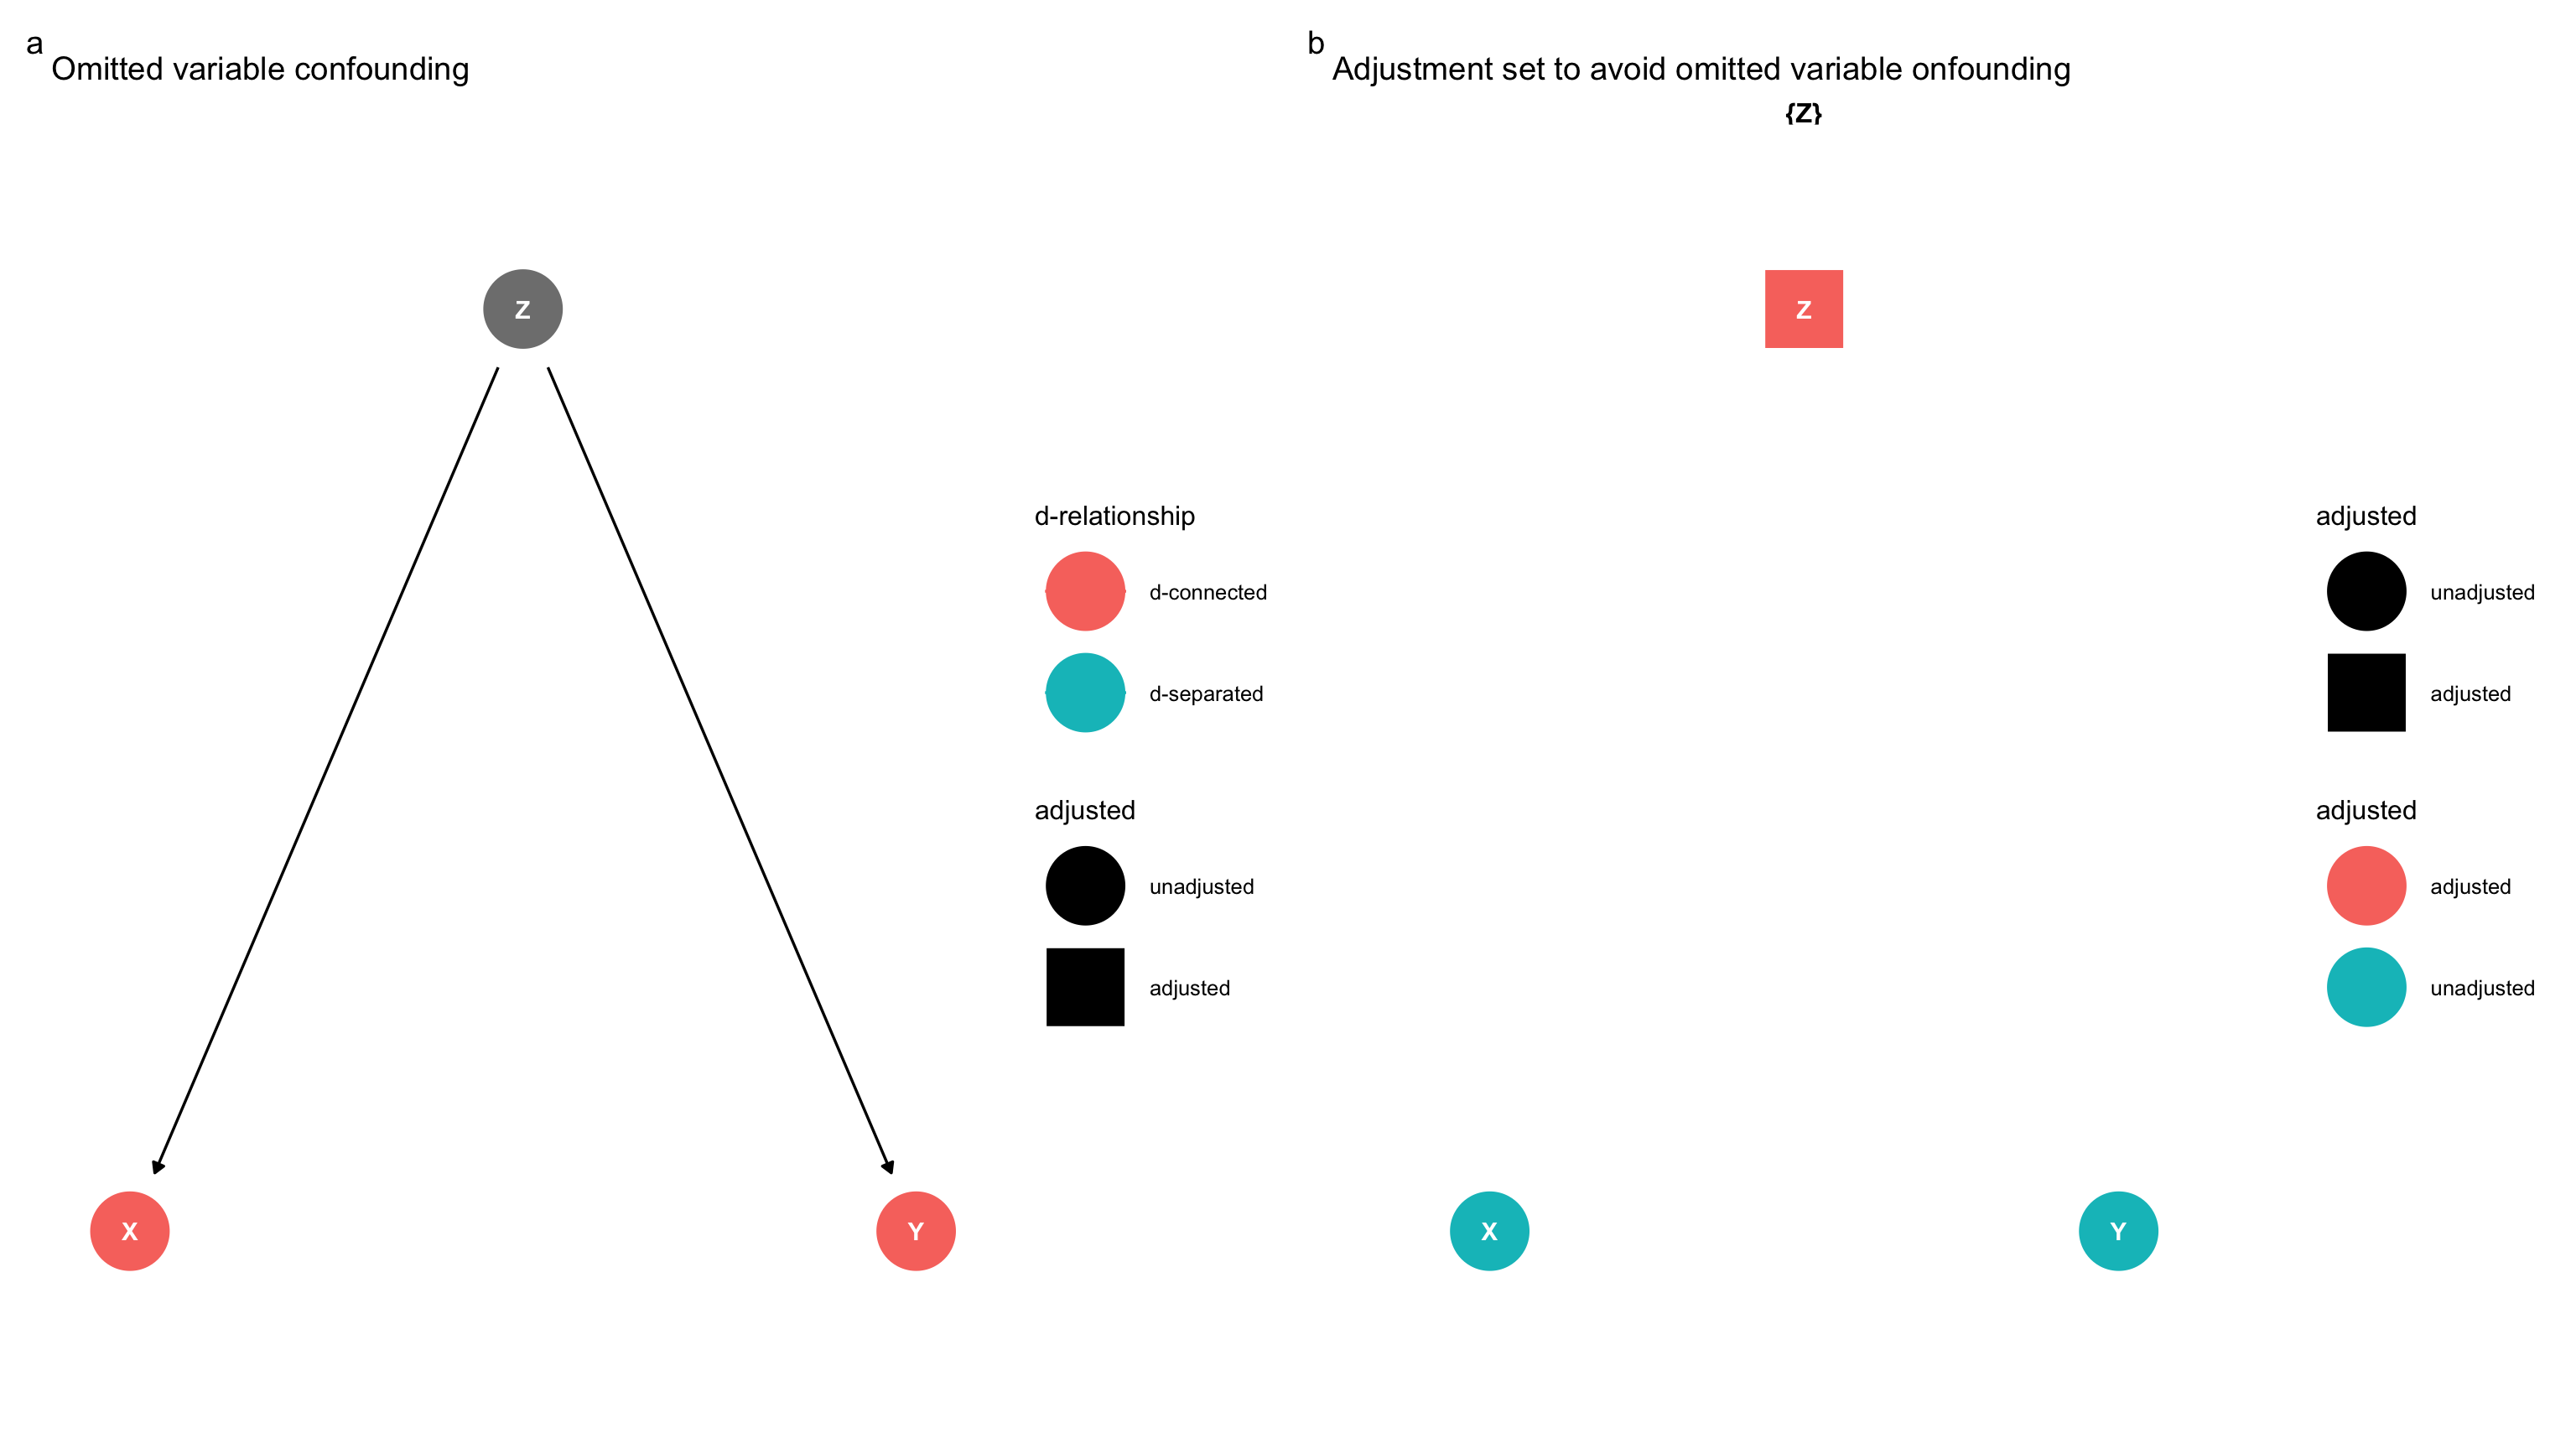 a
Omitted variable confounding
Z
X
Y
d-relationship
d-connected
d-separated
adjusted
unadjusted
adjusted
b
Adjustment set to avoid omitted variable onfounding
{Z}
Z
X
Y
adjusted
unadjusted
adjusted
adjusted
adjusted
unadjusted